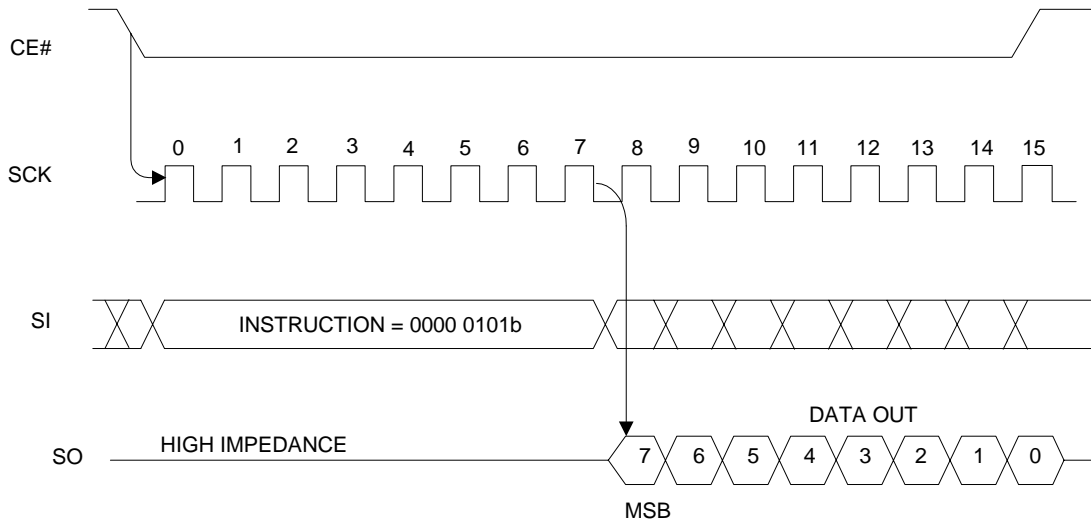 CE#
0 1 2 3 4 5 6 7 8 9 10 11 12 13 14 15
SCK
SI
INSTRUCTION = 0000 0101b
DATA OUT
HIGH IMPEDANCE
SO
7 6 5 4 3 2 1 0
MSB